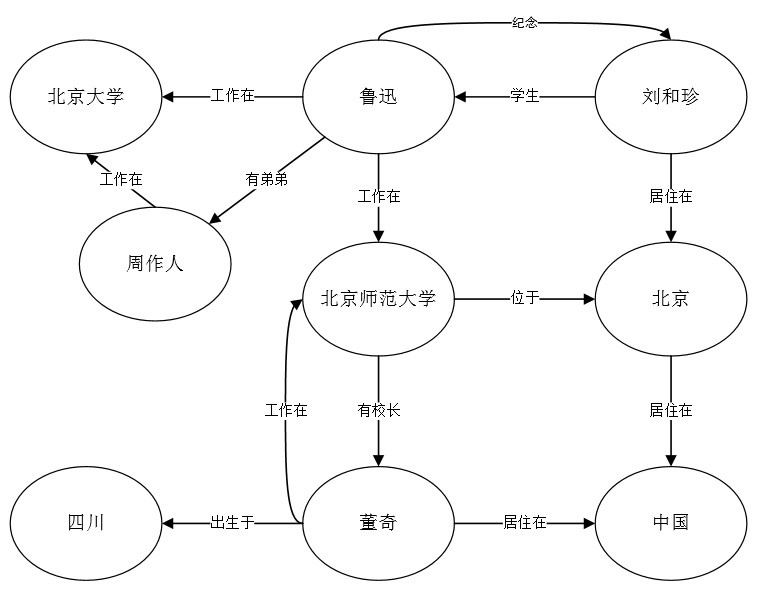 纪念
北京大学
工作在
鲁迅
学生
刘和珍
工作在
有弟弟
工作在
居住在
周作人
北京师范大学
位于
北京
工作在
有校长
居住在
四川
出生于
董奇
居住在
中国